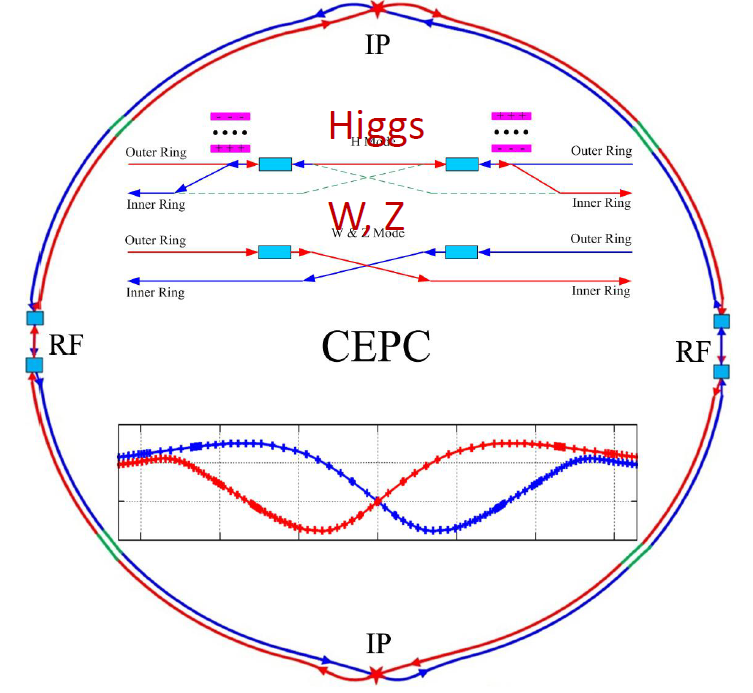 IP
Higgs
- - -
+ + +
H Mode
Outer Ring
Outer Ring
+ + +
- - -
Inner Ring
Inner Ring
W, Z
W & Z Mode
Outer Ring
Outer Ring
Inner Ring
Inner Ring
RF
CEPC
RF
IP